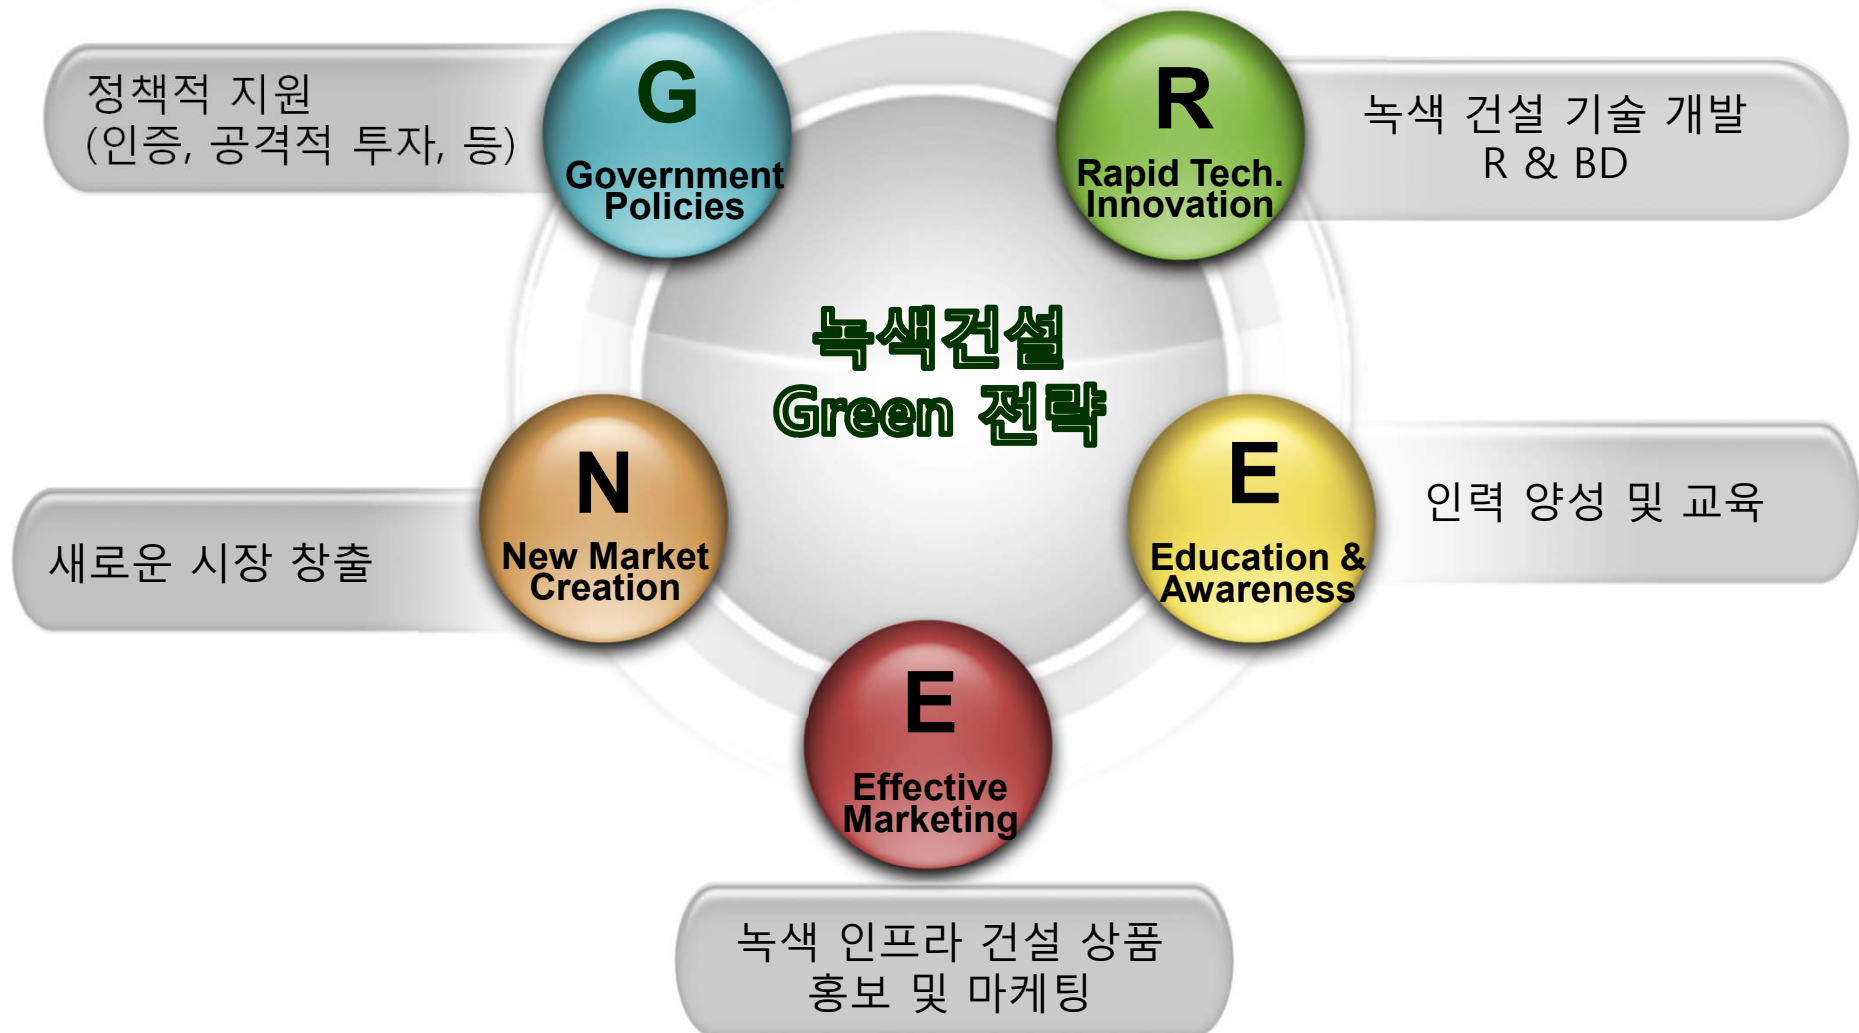 정책적 지원
(인증, 공격적 투자, 등)
G
Government
Policies
R
Rapid Tech.
Innovation
녹색 건설 기술 개발
R & BD
녹색건설
Green 전략
새로운 시장 창출
N
New Market
Creation
E
Education &
Awareness
인력 양성 및 교육
E
Effective
Marketing
녹색 인프라 건설 상품
홍보 및 마케팅